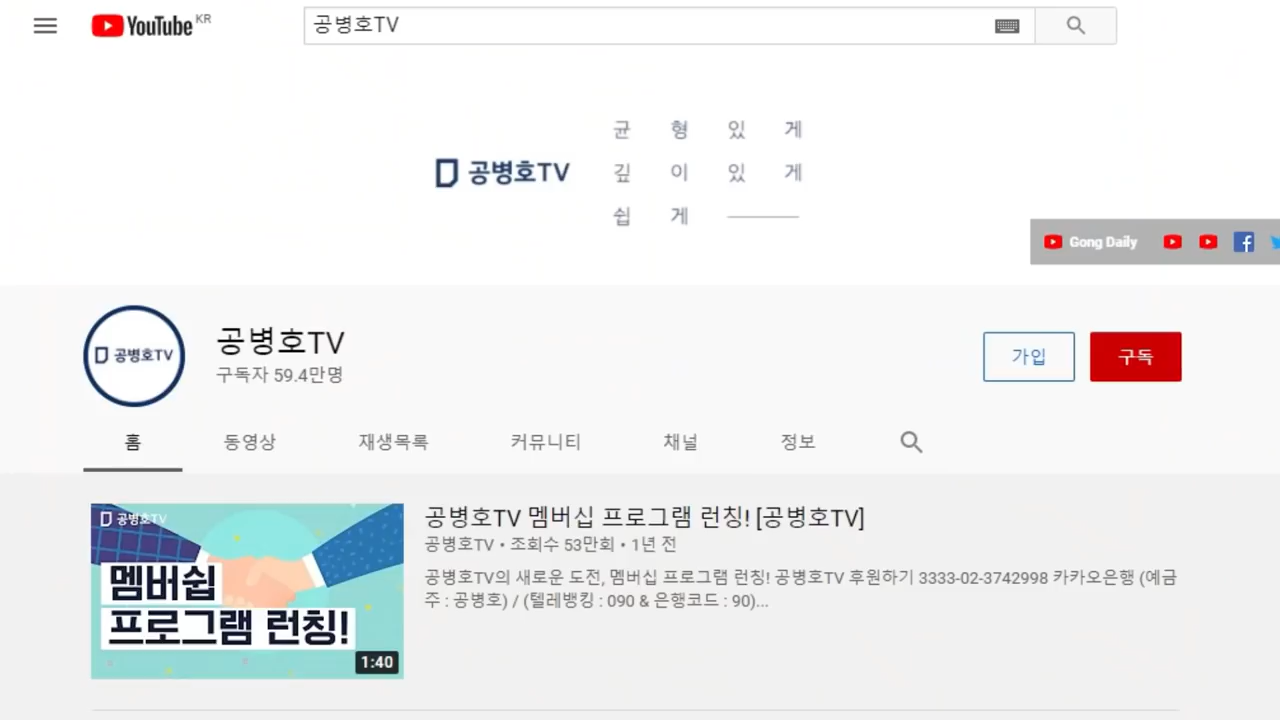 YouTube KR
공병호TV
균 형 있 게
공병호TV
깊 이 있 게
쉽 게
Gong Daily
공병호TV
공병호TV
구독자 59.4만명
가입
구독
홈
동영상
재생목록
커뮤니티
채널
정보
공병호TV
멤버쉽
프로그램 런칭!
1:40
공병호TV 멤버십 프로그램 런칭! [공병호TV]
공병호TV • 조회수 53만회 • 1년 전
공병호TV의 새로운 도전, 멤버십 프로그램 런칭! 공병호TV 후원하기 3333-02-3742998 카카오은행 (예금
주 : 공병호) / (텔레뱅킹 : 090 & 은행코드 : 90)...